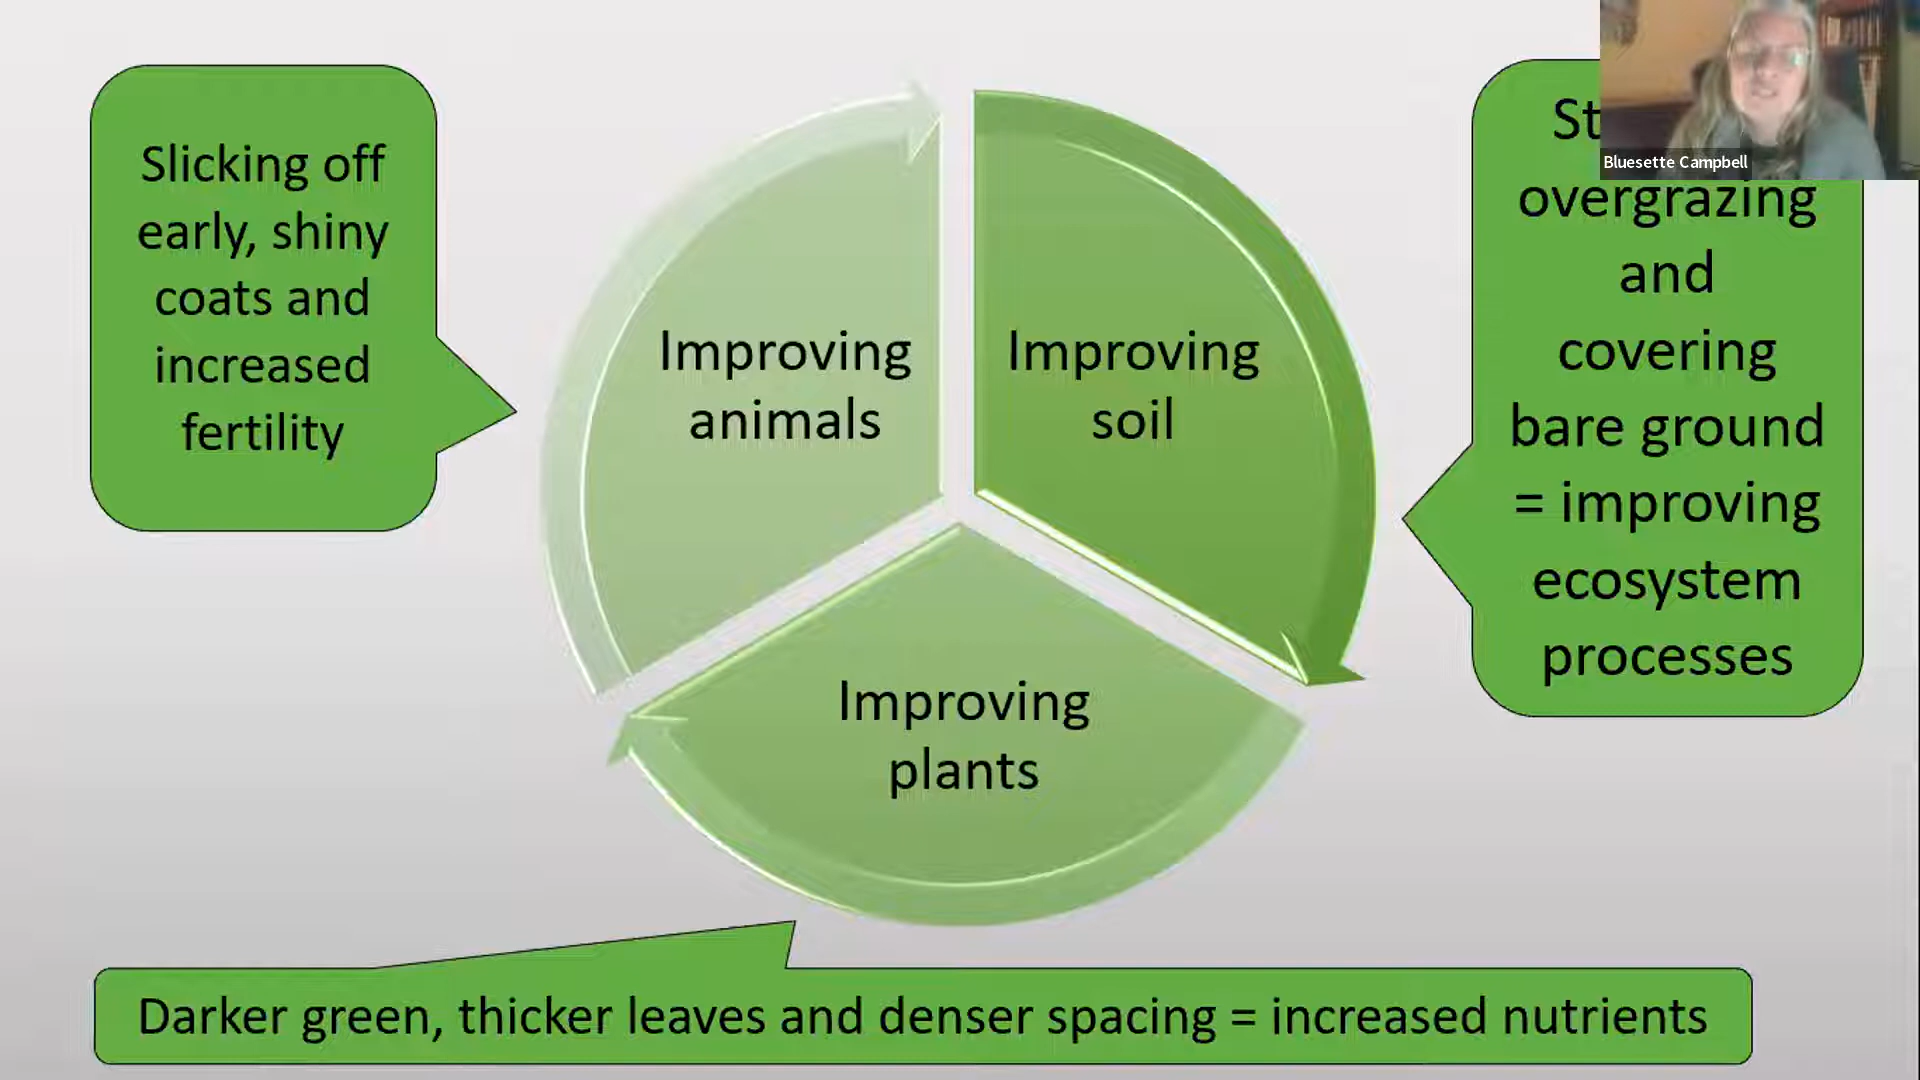 Slicking off
early, shiny
coats and
increased
fertility
Improving
animals
Improving
soil
Improving
plants
Bluesette Campbell
overgrazing
and
covering
bare ground
= improving
ecosystem
processes
Darker green, thicker leaves and denser spacing = increased nutrients